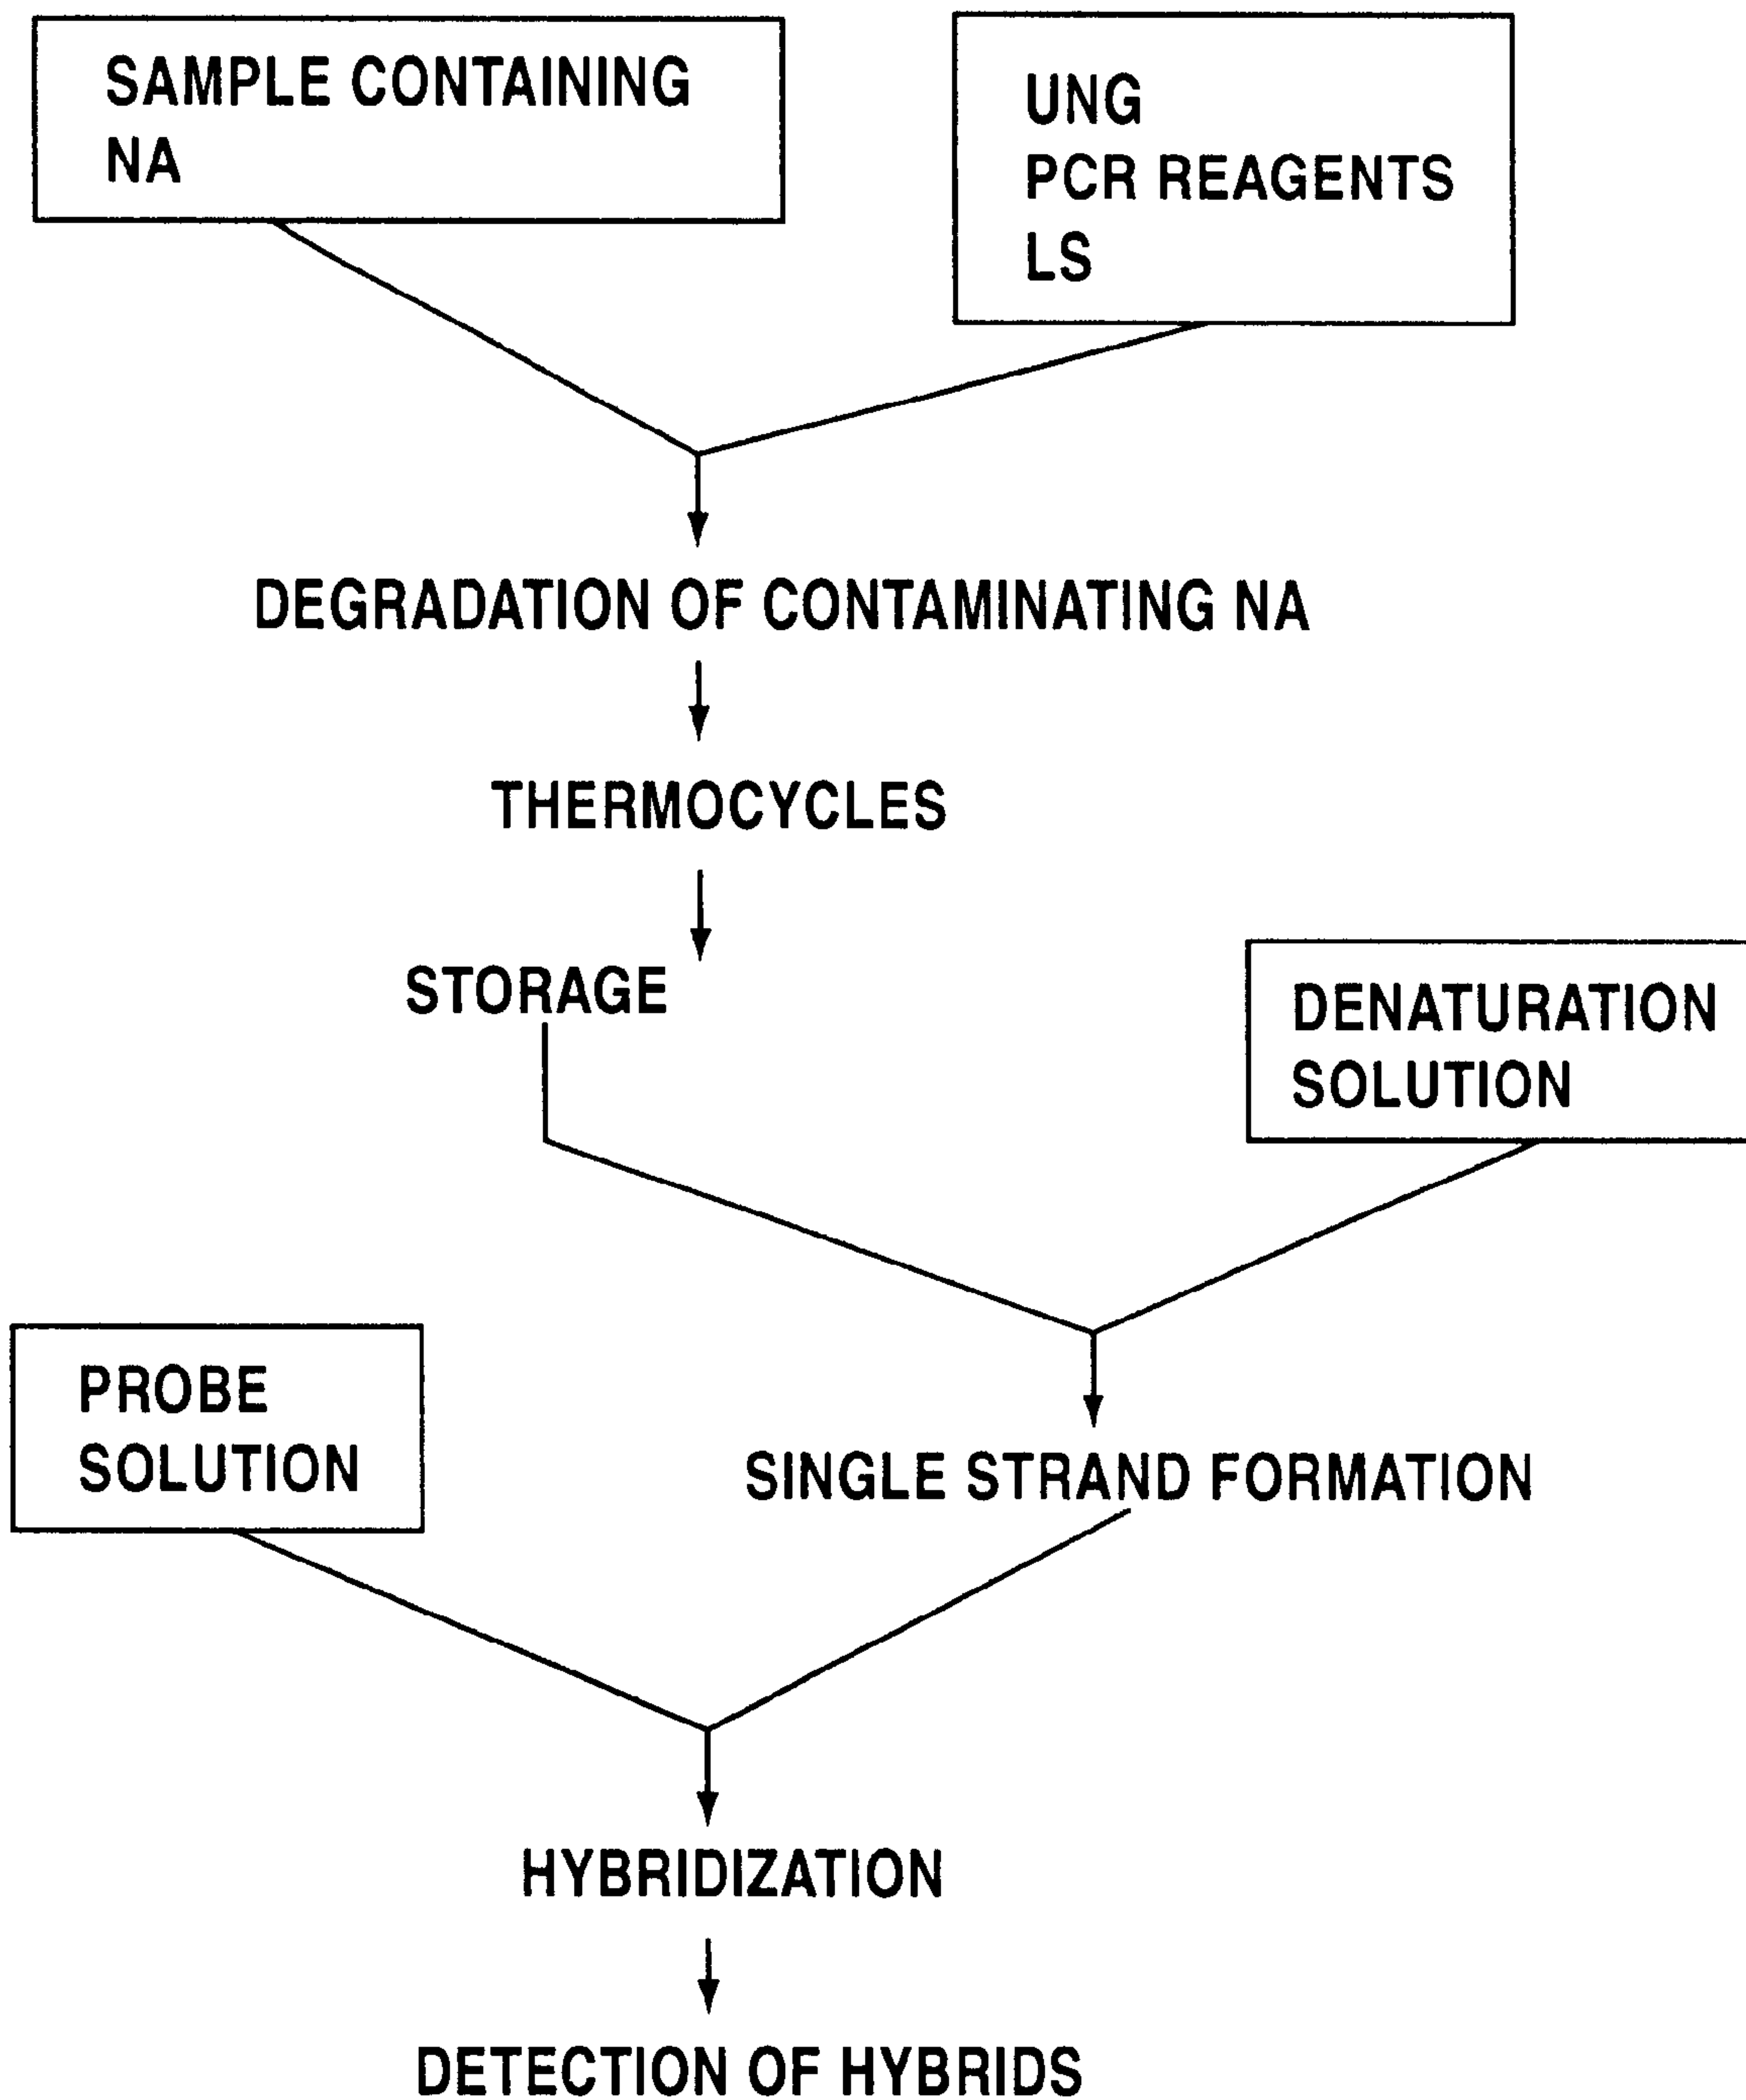 SAMPLE CONTAINING
NA
UNG
PCR REAGENTS
LS
DEGRADATION OF CONTAMINATING NA
THERMOCYCLES
STORAGE
DENATURATION
SOLUTION
PROBE
SOLUTION
SINGLE STRAND FORMATION
HYBRIDIZATION
DETECTION OF HYBRIDS